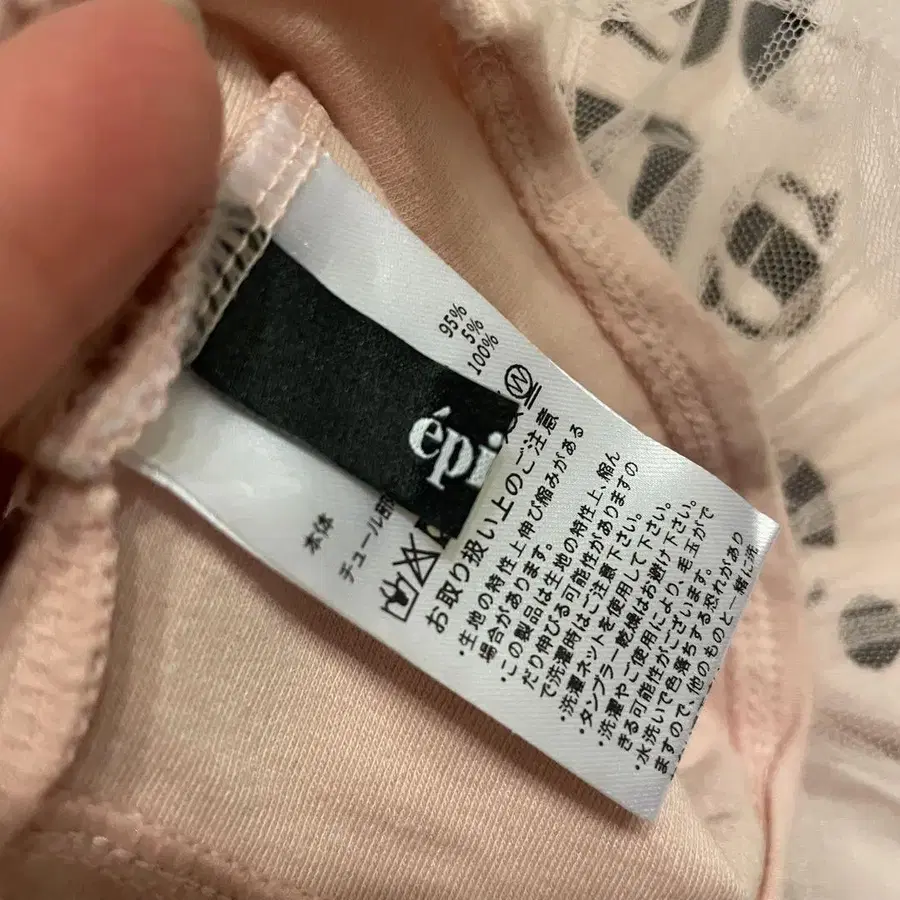 95%
5%
100%
W
épi
本体
チュール部
お取り扱い上のご注意
・生地の特性上伸び縮みがある
場合があります。
・この製品は生地の特性上、縮ん
だり伸びる可能性がありますの
で洗濯時はご注意下さい。
・洗濯ネットを使用して下さい。
・タンブラー乾燥はお避け下さい。
・洗濯やご使用により、毛玉がで
きる可能性がございます。
・水洗いで色落ちする恐れがあり
ますので、他のものと一緒に洗